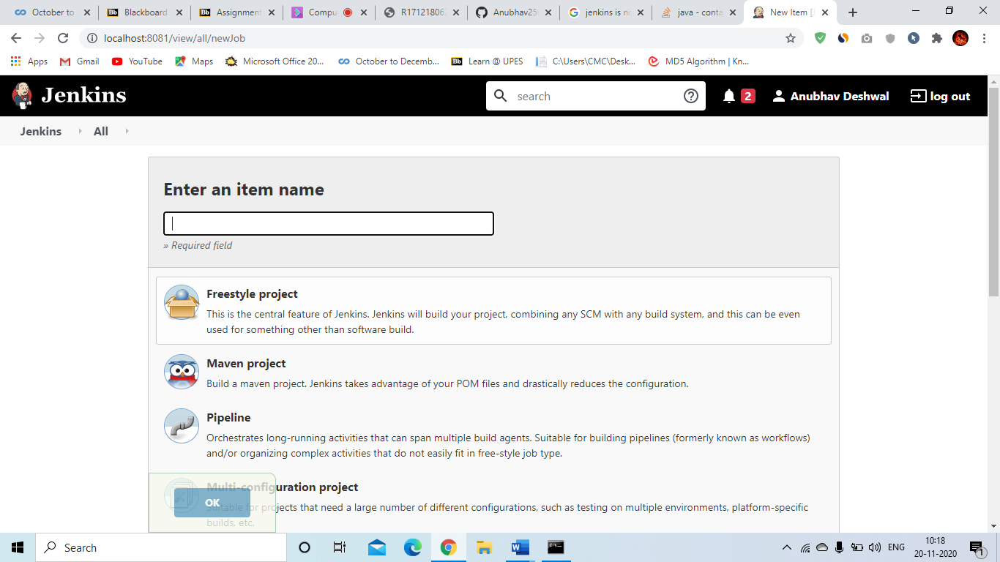 October to
Blackboard
Assignment
Compu
R17121806
Anubhav25
jenkins is no
java - conta
New Item [J
localhost:8081/view/all/newJob
Apps
Gmail
YouTube
Maps
Microsoft Office 20...
October to Decemb...
Learn @ UPES
C:\Users\CMC\Desk...
MD5 Algorithm | Kn...
Jenkins
search
2
Anubhav Deshwal
log out
Jenkins
All
Enter an item name
» Required field
Freestyle project
This is the central feature of Jenkins. Jenkins will build your project, combining any SCM with any build system, and this can be even
used for something other than software build.
Maven project
Build a maven project. Jenkins takes advantage of your POM files and drastically reduces the configuration.
Pipeline
Orchestrates long-running activities that can span multiple build agents. Suitable for building pipelines (formerly known as workflows)
and/or organizing complex activities that do not easily fit in free-style job type.
Multi-configuration project
Suitable for projects that need a large number of different configurations, such as testing on multiple environments, platform-specific
builds, etc.
OK
Search
ENG
10:18
20-11-2020
1